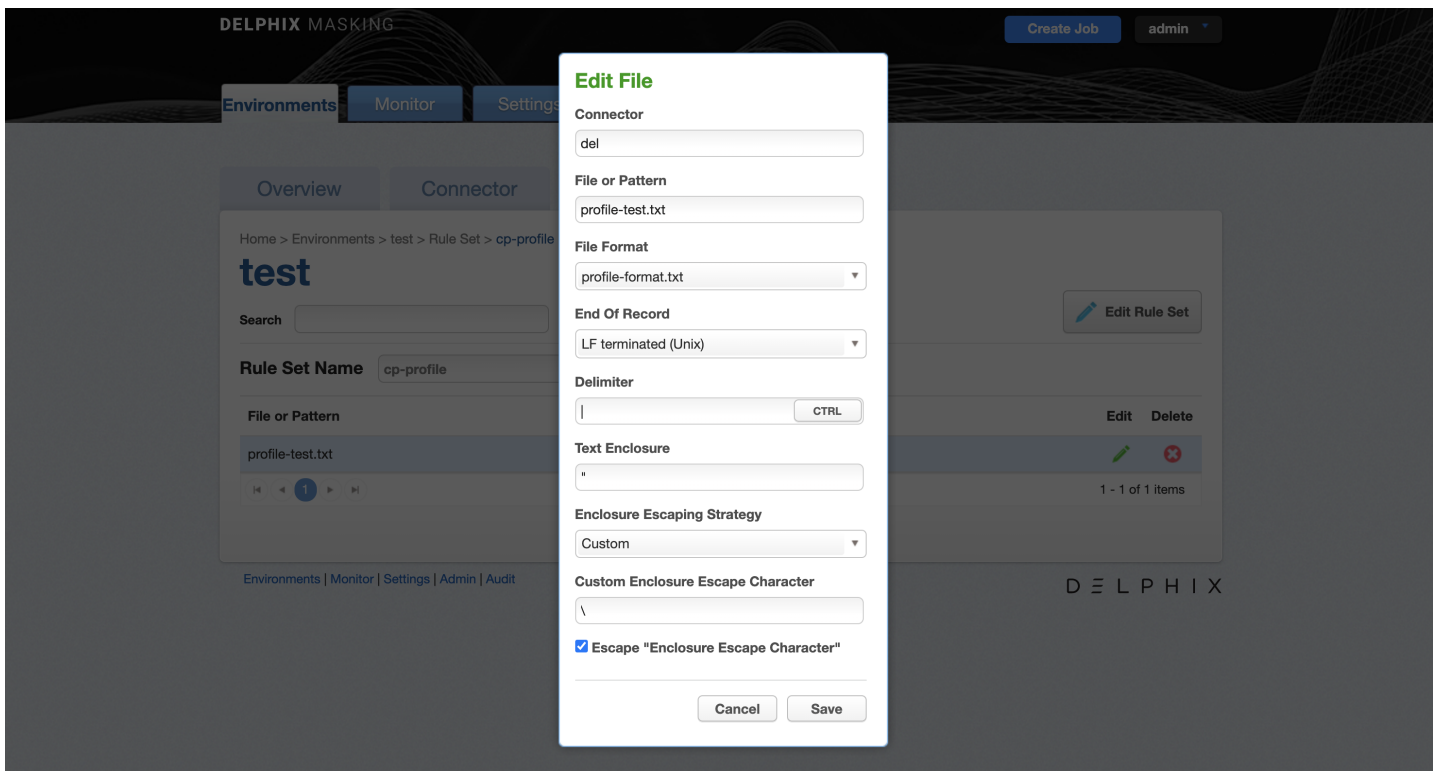 DELPHIX MASKING
Create Job
admin
Environments
Monitor
Settings
Overview
Connector
Home > Environments > test > Rule Set > cp-profile
test
Search
Edit Rule Set
Rule Set Name
cp-profile
File or Pattern
Edit
Delete
profile-test.txt
1
1 - 1 of 1 items
Environments | Monitor | Settings | Admin | Audit
DELPHIX
Edit File
Connector
del
File or Pattern
profile-test.txt
File Format
profile-format.txt
End Of Record
LF terminated (Unix)
Delimiter
|
CTRL
Text Enclosure
"
Enclosure Escaping Strategy
Custom
Custom Enclosure Escape Character
\
Escape "Enclosure Escape Character"
Cancel
Save